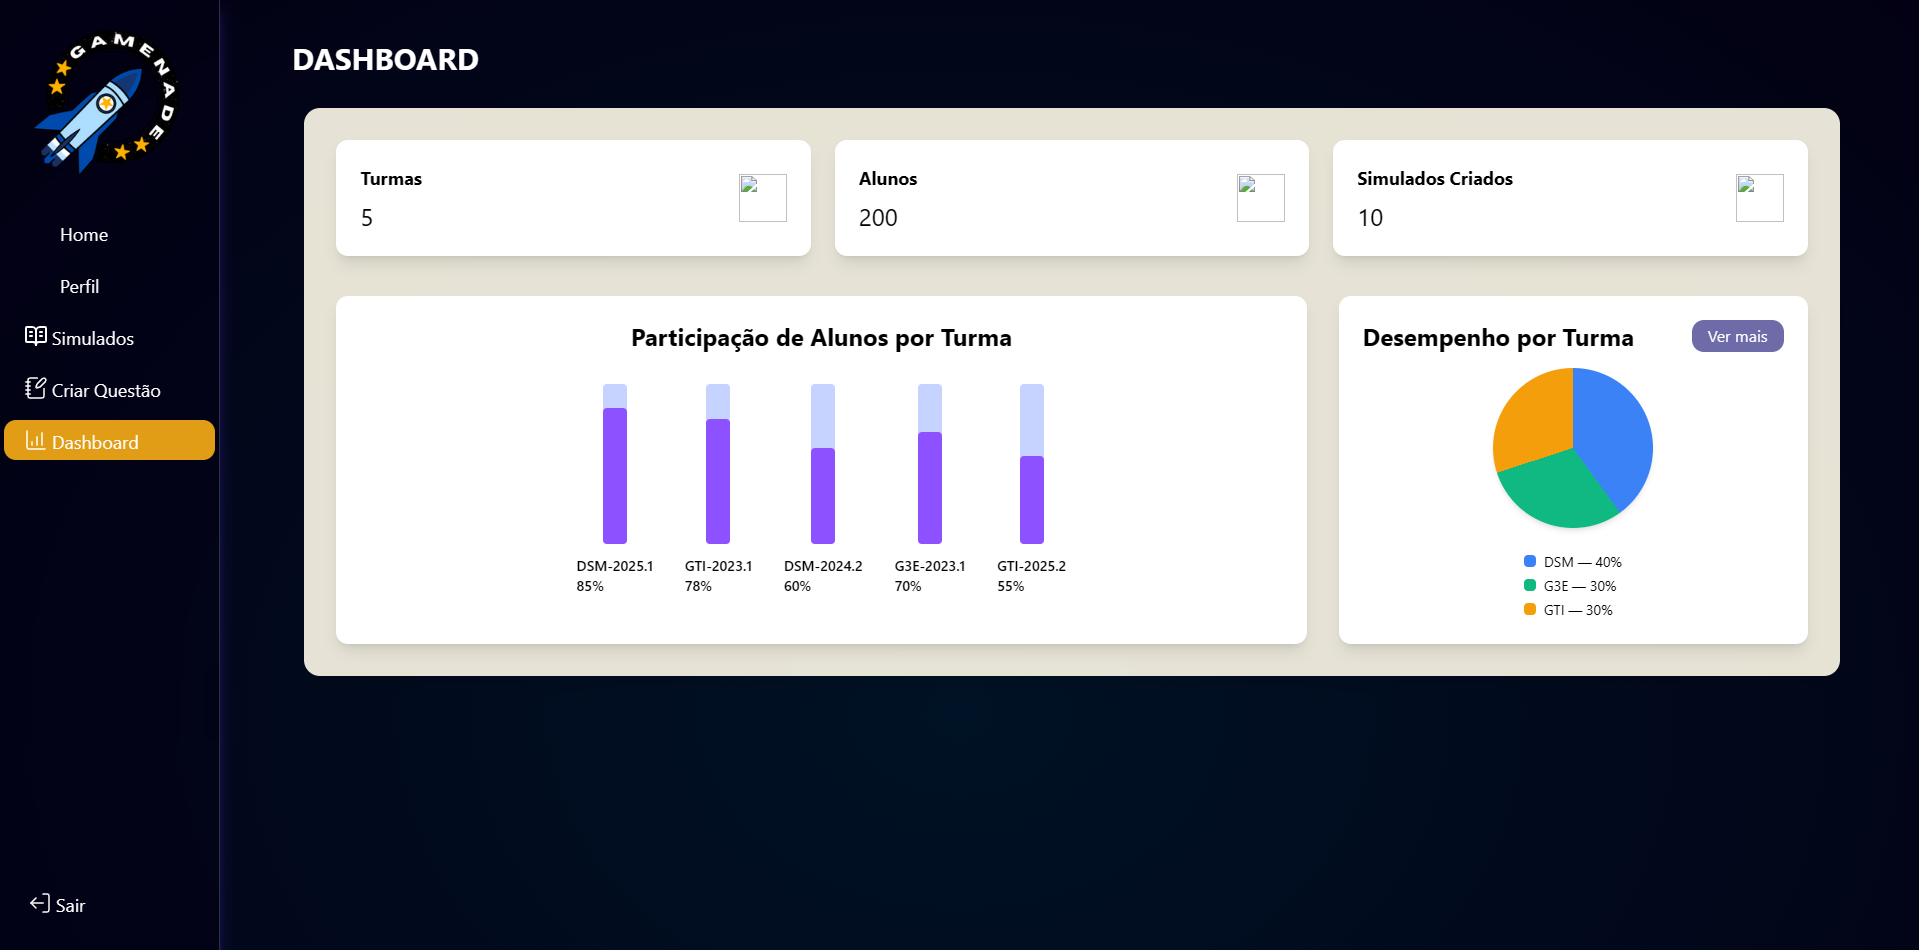 GAMENADE
DASHBOARD
Home
Perfil
Simulados
Criar Questão
Dashboard
Sair
Turmas
5
Alunos
200
Simulados Criados
10
Participação de Alunos por Turma
DSM-2025.1
85%
GTI-2023.1
78%
DSM-2024.2
60%
G3E-2023.1
70%
GTI-2025.2
55%
Desempenho por Turma
Ver mais
DSM — 40%
G3E — 30%
GTI — 30%